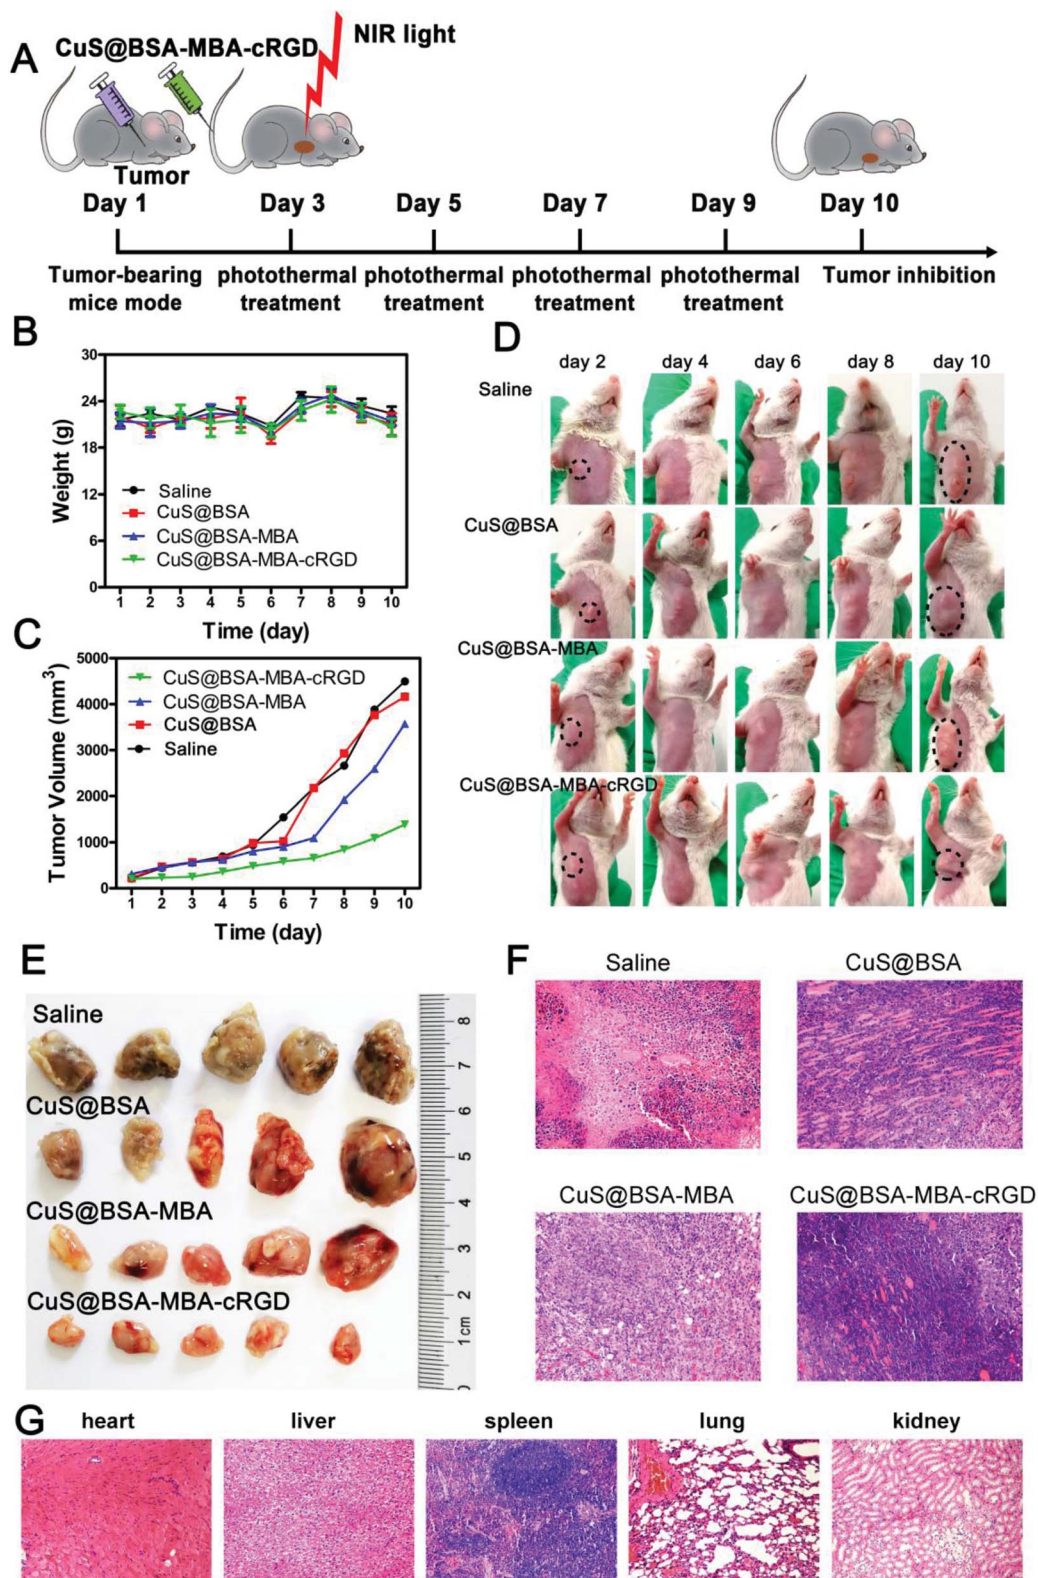 A
CuS@BSA-MBA-cRGD
NIR light
Tumor
Day 1
Day 3
Day 5
Day 7
Day 9
Day 10
Tumor-bearing
mice mode
photothermal
treatment
photothermal
treatment
photothermal
treatment
photothermal
treatment
Tumor inhibition
B
30
24
18
12
6
0
Weight (g)
Saline
CuS@BSA
CuS@BSA-MBA
CuS@BSA-MBA-cRGD
1 2 3 4 5 6 7 8 9 10
Time (day)
C
5000
4000
3000
2000
1000
0
Tumor Volume (mm³)
CuS@BSA-MBA-cRGD
CuS@BSA-MBA
CuS@BSA
Saline
1 2 3 4 5 6 7 8 9 10
Time (day)
D
day 2 day 4 day 6 day 8 day 10
Saline
CuS@BSA
CuS@BSA-MBA
CuS@BSA-MBA-cRGD
E
Saline
CuS@BSA
CuS@BSA-MBA
CuS@BSA-MBA-cRGD
8
7
6
5
4
3
2
1cm
F
Saline
CuS@BSA
CuS@BSA-MBA
CuS@BSA-MBA-cRGD
G
heart liver spleen lung kidney